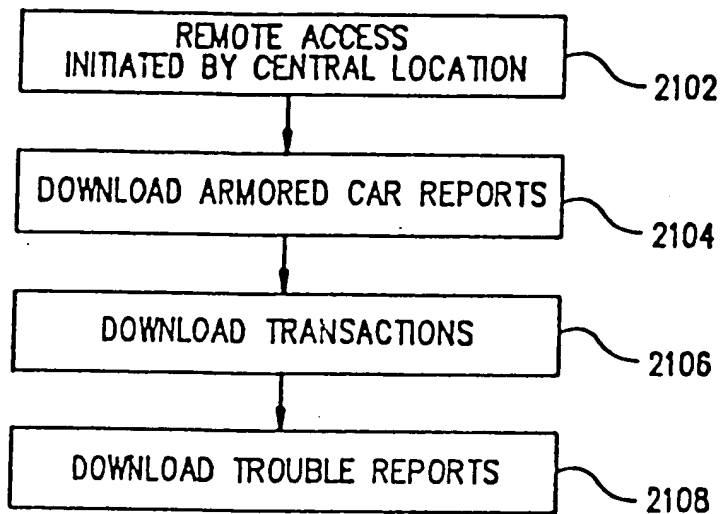 REMOTE ACCESS
INITIATED BY CENTRAL LOCATION
2102
DOWNLOAD ARMORED CAR REPORTS
2104
DOWNLOAD TRANSACTIONS
2106
DOWNLOAD TROUBLE REPORTS
2108